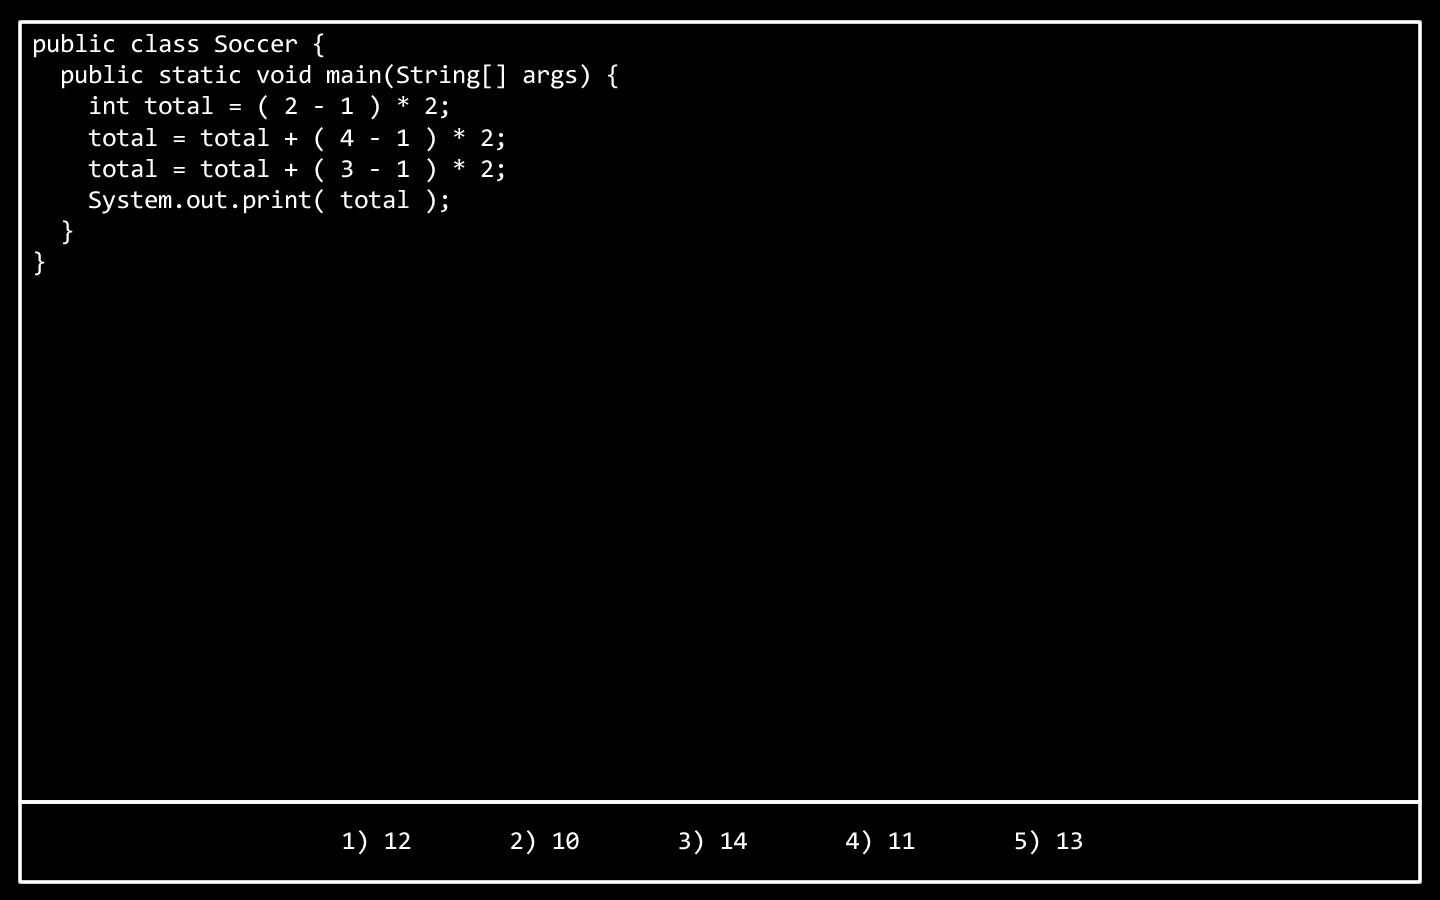 public class Soccer {
  public static void main(String[] args) {
    int total = ( 2 - 1 ) * 2;
    total = total + ( 4 - 1 ) * 2;
    total = total + ( 3 - 1 ) * 2;
    System.out.print( total );
  }
}
1) 12 2) 10 3) 14 4) 11 5) 13